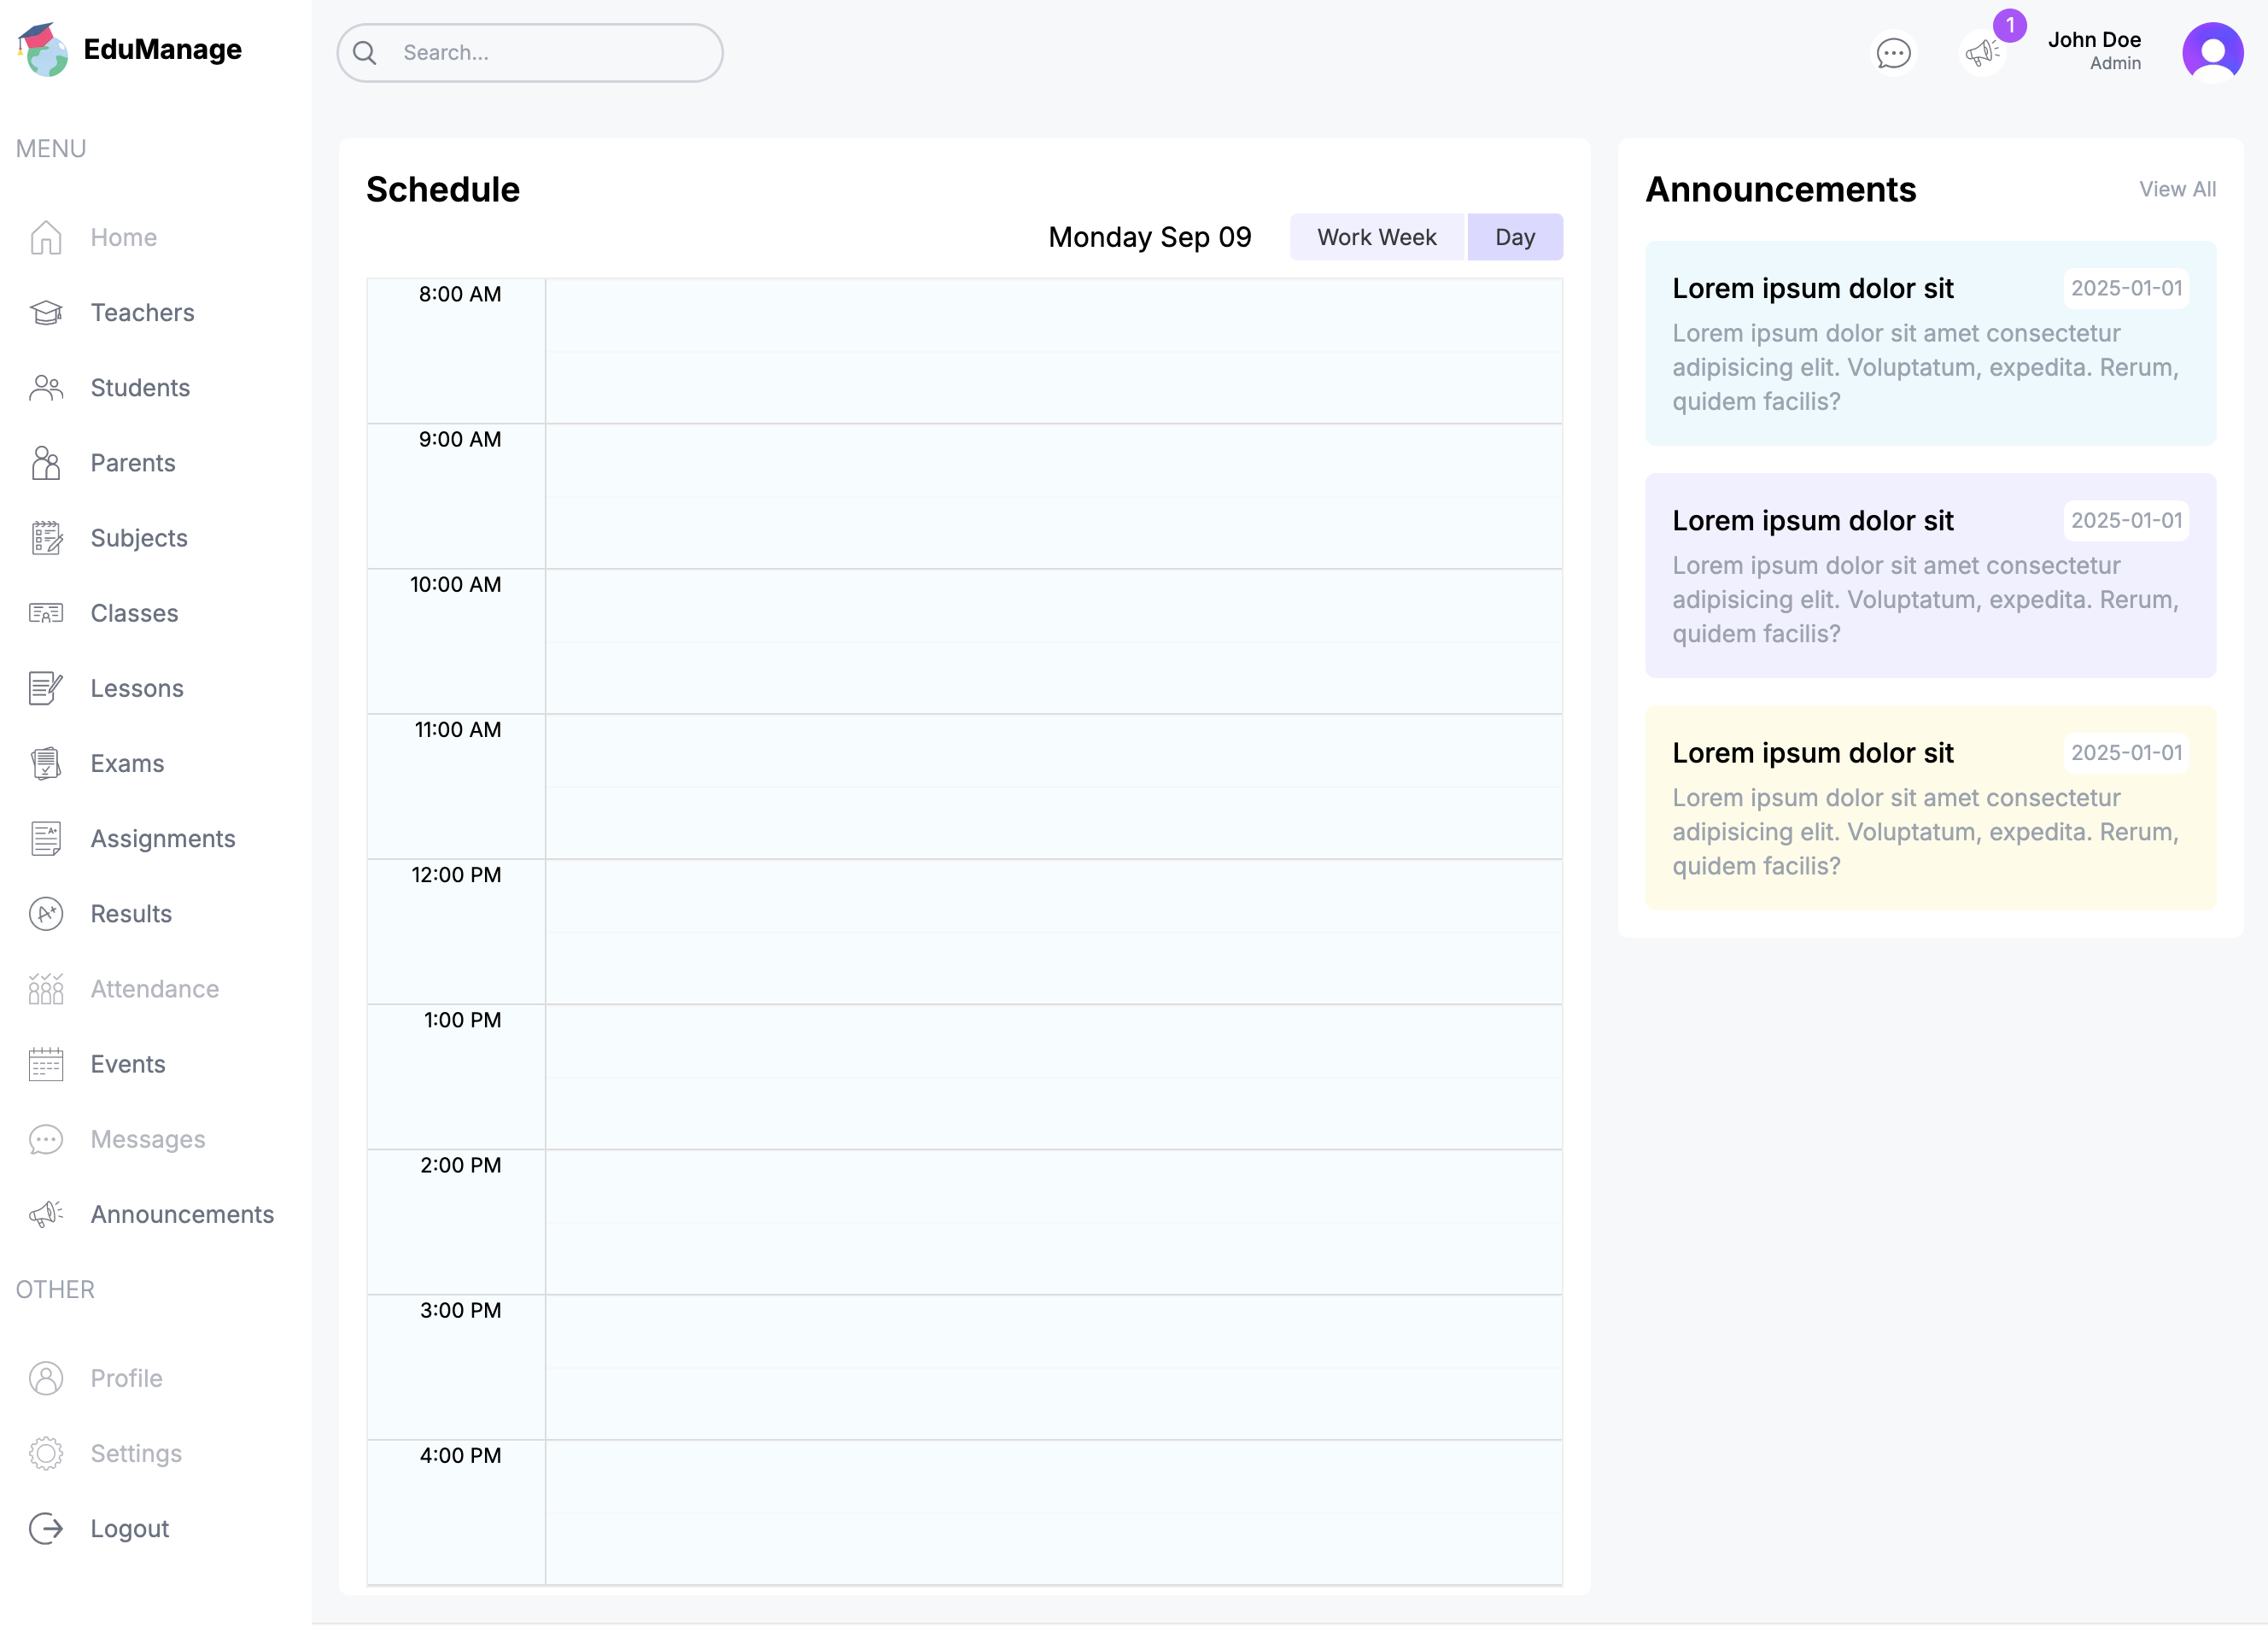 EduManage
MENU
Home
Teachers
Students
Parents
Subjects
Classes
Lessons
Exams
Assignments
Results
Attendance
Events
Messages
Announcements
OTHER
Profile
Settings
Logout
Search...
1
John Doe
Admin
Schedule
Monday Sep 09
Work Week
Day
8:00 AM
9:00 AM
10:00 AM
11:00 AM
12:00 PM
1:00 PM
2:00 PM
3:00 PM
4:00 PM
Announcements
View All
Lorem ipsum dolor sit
2025-01-01
Lorem ipsum dolor sit amet consectetur
adipisicing elit. Voluptatum, expedita. Rerum,
quidem facilis?
Lorem ipsum dolor sit
2025-01-01
Lorem ipsum dolor sit amet consectetur
adipisicing elit. Voluptatum, expedita. Rerum,
quidem facilis?
Lorem ipsum dolor sit
2025-01-01
Lorem ipsum dolor sit amet consectetur
adipisicing elit. Voluptatum, expedita. Rerum,
quidem facilis?